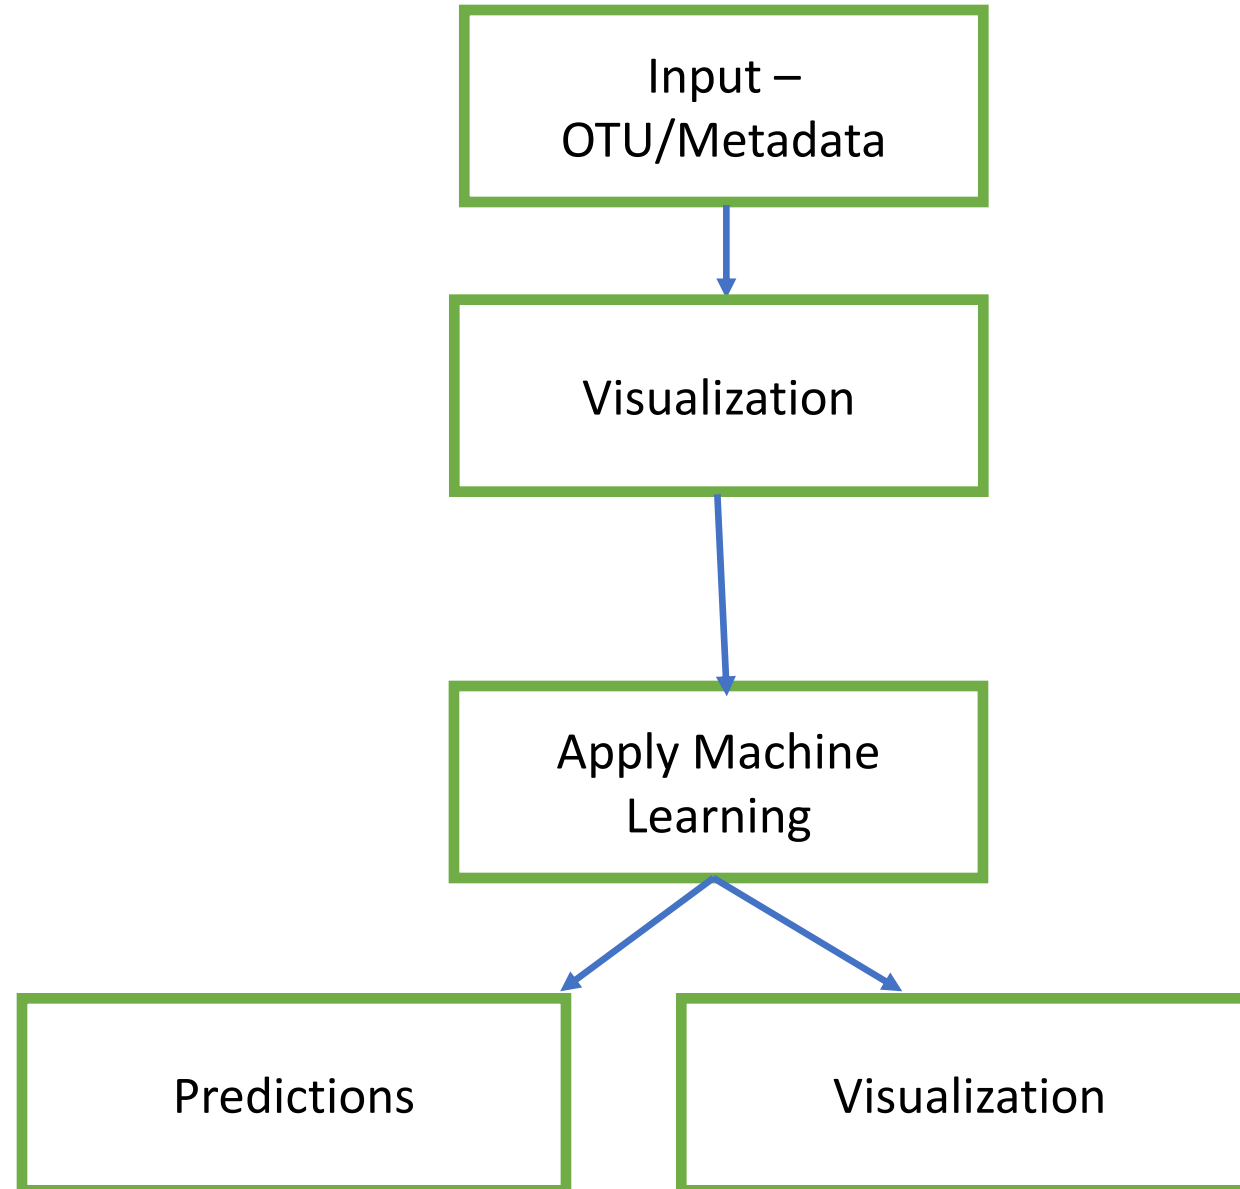 Input –
OTU/Metadata
Visualization
Apply Machine
Learning
Predictions
Visualization